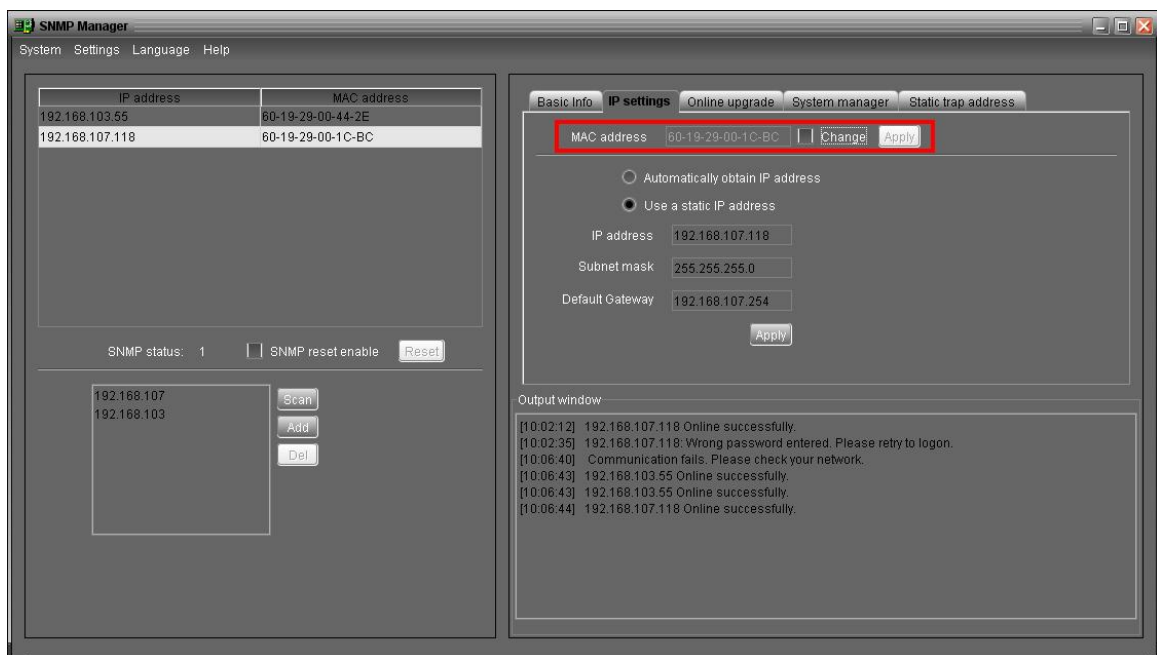 SNMP Manager
System Settings Language Help
IP address MAC address
192.168.103.55 60-19-29-00-44-2E
192.168.107.118 60-19-29-00-1C-BC
SNMP status: 1 SNMP reset enable Reset
192.168.107
192.168.103
Scan
Add
Del
Basic Info IP settings Online upgrade System manager Static trap address
MAC address 60-19-29-00-1C-BC Change Apply
Automatically obtain IP address
Use a static IP address
IP address 192.168.107.118
Subnet mask 255.255.255.0
Default Gateway 192.168.107.254
Apply
Output window
[10:02:12] 192.168.107.118 Online successfully.
[10:02:35] 192.168.107.118: Wrong password entered. Please retry to logon.
[10:06:40] Communication fails. Please check your network.
[10:06:43] 192.168.103.55 Online successfully.
[10:06:43] 192.168.103.55 Online successfully.
[10:06:44] 192.168.107.118 Online successfully.